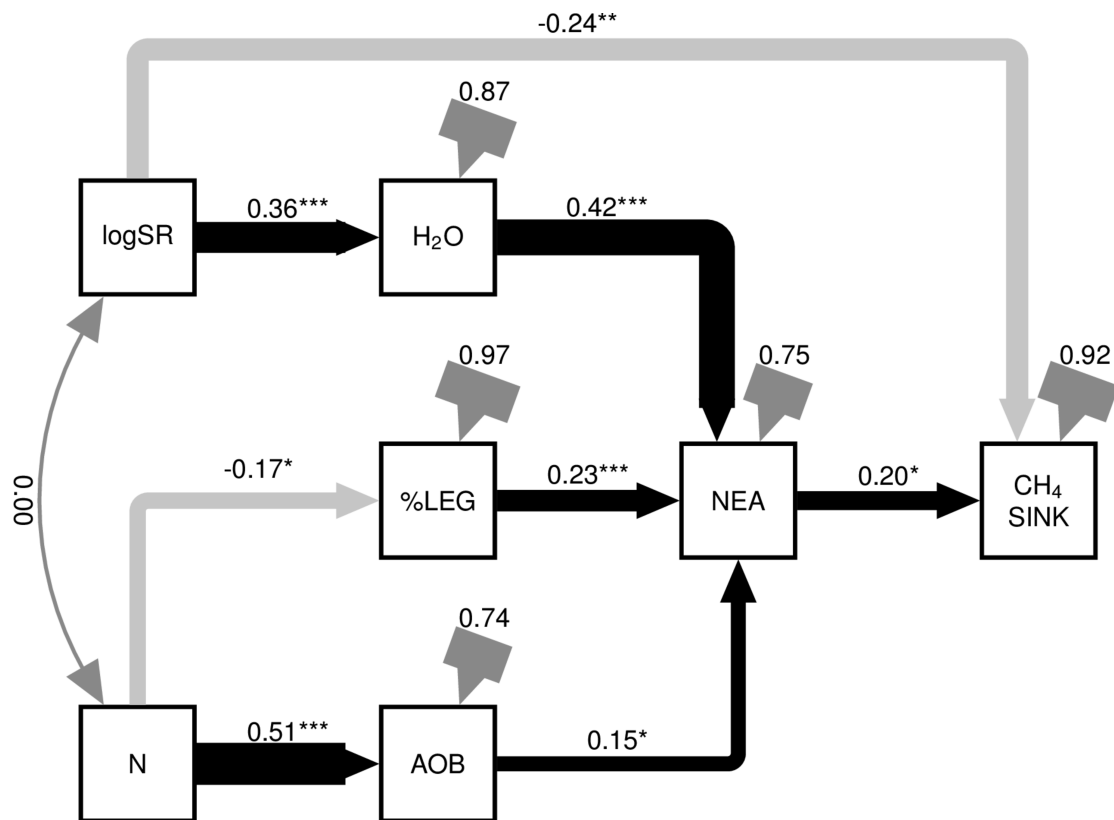 -0.24**
0.87
0.36***
0.42***
logSR
H₂O
0.97
0.75
0.92
-0.17*
0.23***
0.20*
0.00
%LEG
NEA
CH₄
SINK
0.74
0.51***
0.15*
N
AOB